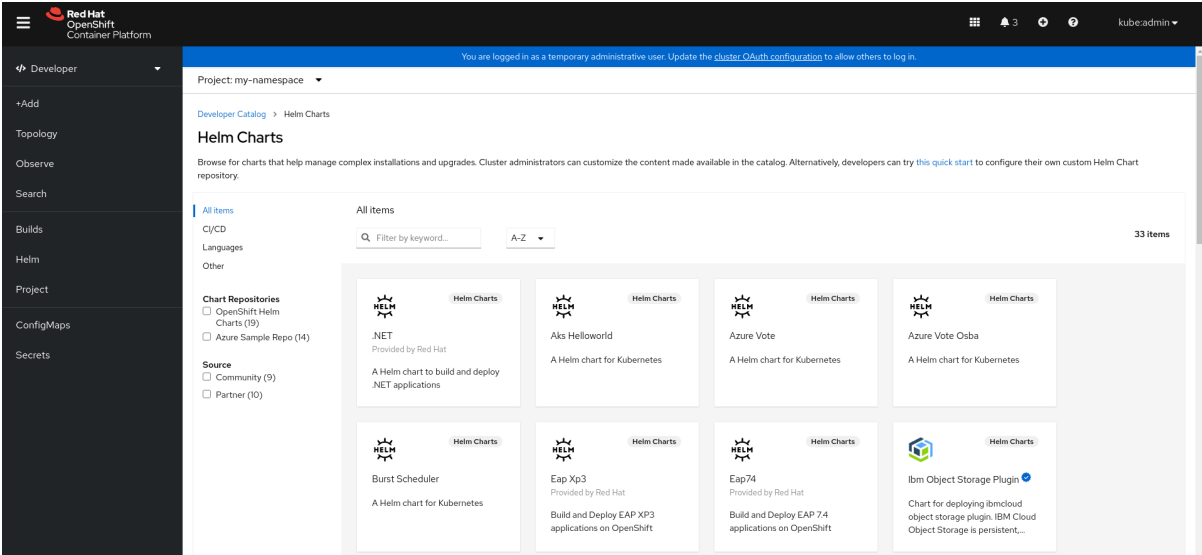 Red Hat
OpenShift
Container Platform
3
kube:admin
Developer
+Add
Topology
Observe
Search
Builds
Helm
Project
ConfigMaps
Secrets
You are logged in as a temporary administrative user. Update the cluster OAuth configuration to allow others to log in.
Project: my-namespace
Developer Catalog > Helm Charts
Helm Charts
Browse for charts that help manage complex installations and upgrades. Cluster administrators can customize the content made available in the catalog. Alternatively, developers can try this quick start to configure their own custom Helm Chart
repository.
All items
CI/CD
Languages
Other
Chart Repositories
OpenShift Helm
Charts (19)
Azure Sample Repo (14)
Source
Community (9)
Partner (10)
All items
Filter by keyword...
A-Z
33 items
HELM
Helm Charts
.NET
Provided by Red Hat
A Helm chart to build and deploy
.NET applications
HELM
Helm Charts
Aks Helloworld
A Helm chart for Kubernetes
HELM
Helm Charts
Azure Vote
A Helm chart for Kubernetes
HELM
Helm Charts
Azure Vote Osba
A Helm chart for Kubernetes
HELM
Helm Charts
Burst Scheduler
A Helm chart for Kubernetes
HELM
Helm Charts
Eap Xp3
Provided by Red Hat
Build and Deploy EAP XP3
applications on OpenShift
HELM
Helm Charts
Eap74
Provided by Red Hat
Build and Deploy EAP 7.4
applications on OpenShift
Helm Charts
Ibm Object Storage Plugin
Chart for deploying ibmcloud
object storage plugin. IBM Cloud
Object Storage is persistent,...